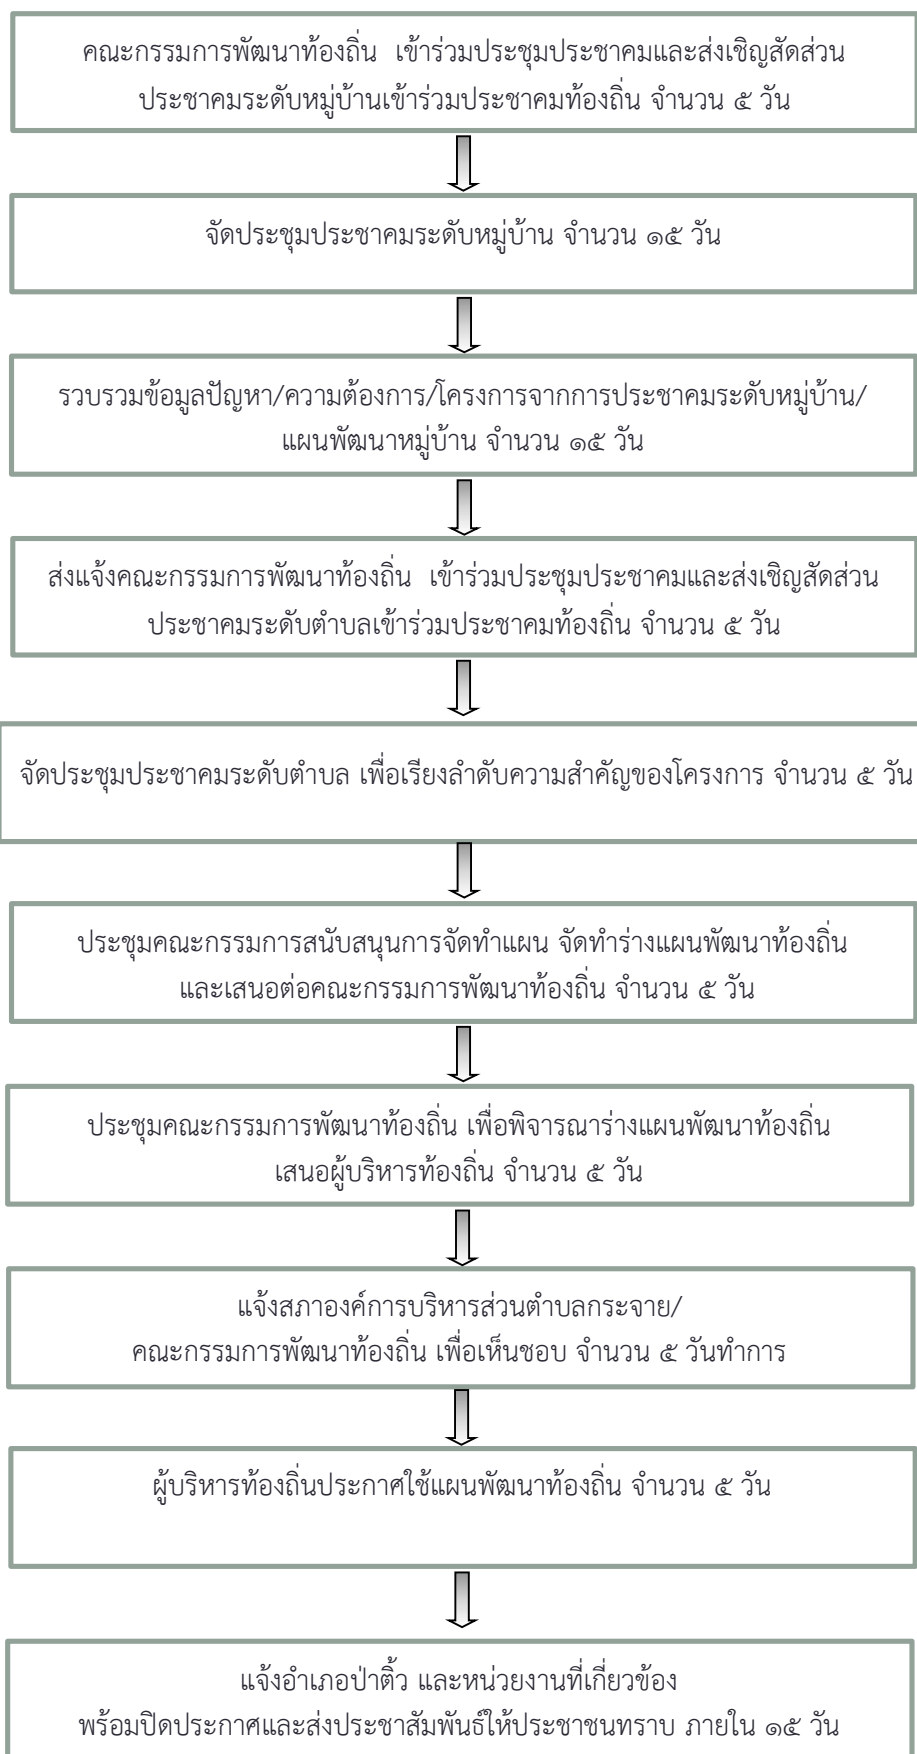 คณะกรรมการพัฒนาท้องถิ่น เข้าร่วมประชุมประชาคมและส่งเชิญสัดส่วน
ประชาคมระดับหมู่บ้านเข้าร่วมประชาคมท้องถิ่น จำนวน ๕ วัน
จัดประชุมประชาคมระดับหมู่บ้าน จำนวน ๑๕ วัน
รวบรวมข้อมูลปัญหา/ความต้องการ/โครงการจากการประชาคมระดับหมู่บ้าน/
แผนพัฒนาหมู่บ้าน จำนวน ๑๕ วัน
ส่งแจ้งคณะกรรมการพัฒนาท้องถิ่น เข้าร่วมประชุมประชาคมและส่งเชิญสัดส่วน
ประชาคมระดับตำบลเข้าร่วมประชาคมท้องถิ่น จำนวน ๕ วัน
จัดประชุมประชาคมระดับตำบล เพื่อเรียงลำดับความสำคัญของโครงการ จำนวน ๕ วัน
ประชุมคณะกรรมการสนับสนุนการจัดทำแผน จัดทำร่างแผนพัฒนาท้องถิ่น
และเสนอต่อคณะกรรมการพัฒนาท้องถิ่น จำนวน ๕ วัน
ประชุมคณะกรรมการพัฒนาท้องถิ่น เพื่อพิจารณาร่างแผนพัฒนาท้องถิ่น
เสนอผู้บริหารท้องถิ่น จำนวน ๕ วัน
แจ้งสภาองค์การบริหารส่วนตำบลกระจาย/
คณะกรรมการพัฒนาท้องถิ่น เพื่อเห็นชอบ จำนวน ๕ วันทำการ
ผู้บริหารท้องถิ่นประกาศใช้แผนพัฒนาท้องถิ่น จำนวน ๕ วัน
แจ้งอำเภอป่าติ้ว และหน่วยงานที่เกี่ยวข้อง
พร้อมปิดประกาศและส่งประชาสัมพันธ์ให้ประชาชนทราบ ภายใน ๑๕ วัน